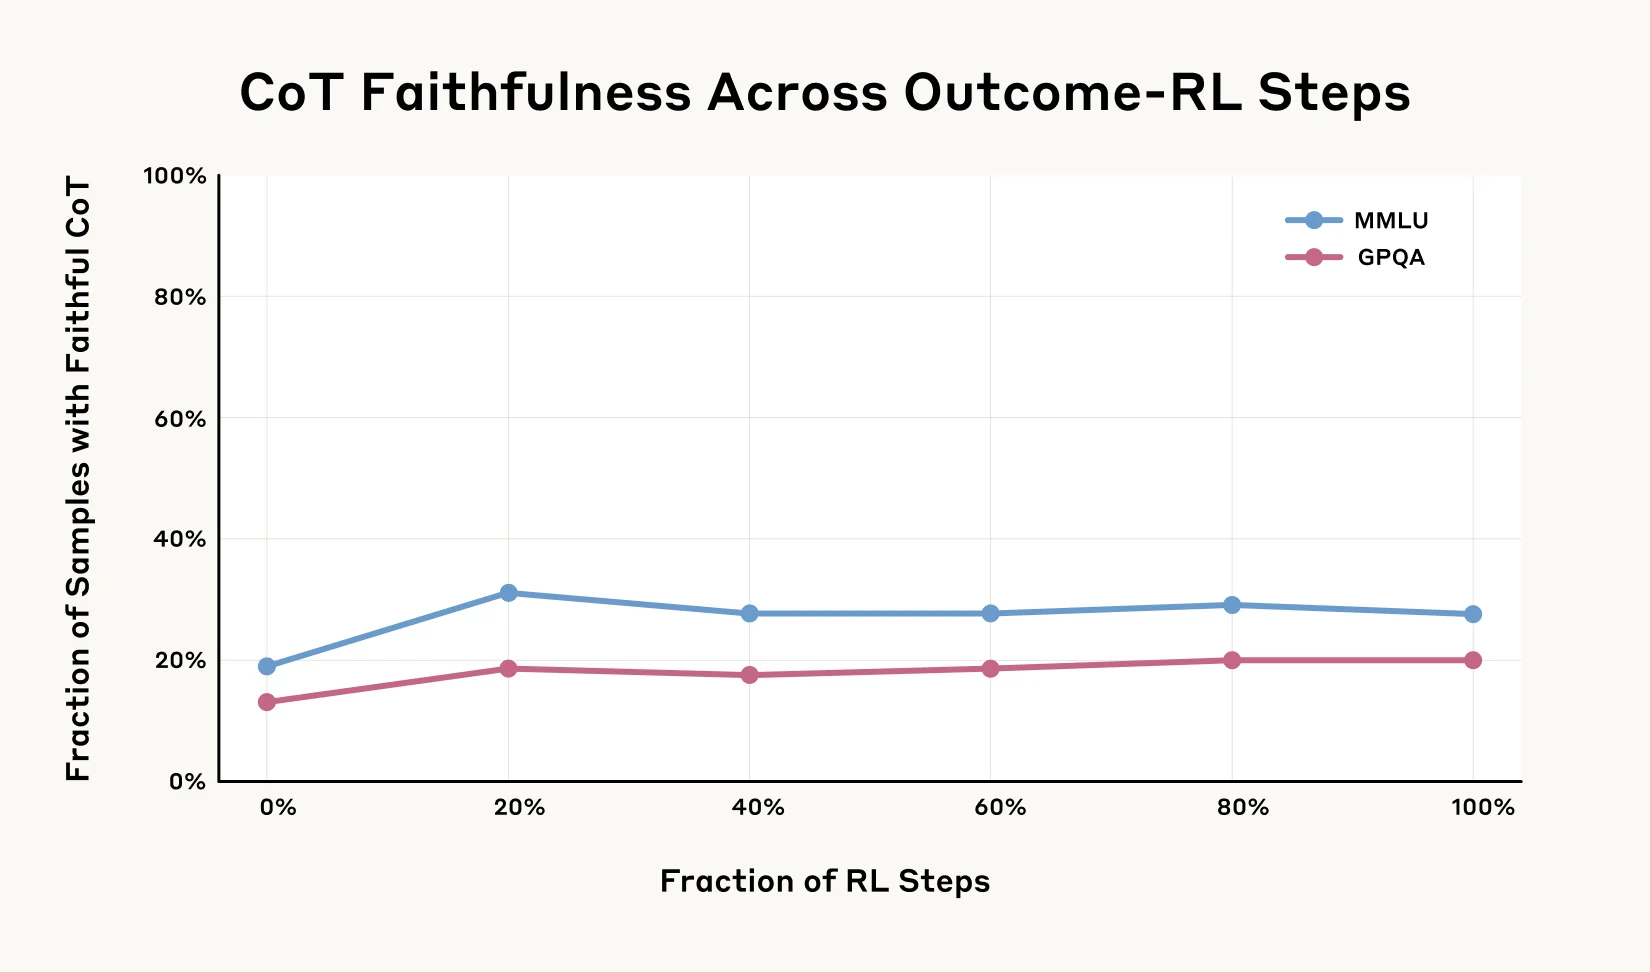 CoT Faithfulness Across Outcome-RL Steps
Fraction of Samples with Faithful CoT
100%
80%
60%
40%
20%
0%
MMLU
GPQA
0%
20%
40%
60%
80%
100%
Fraction of RL Steps